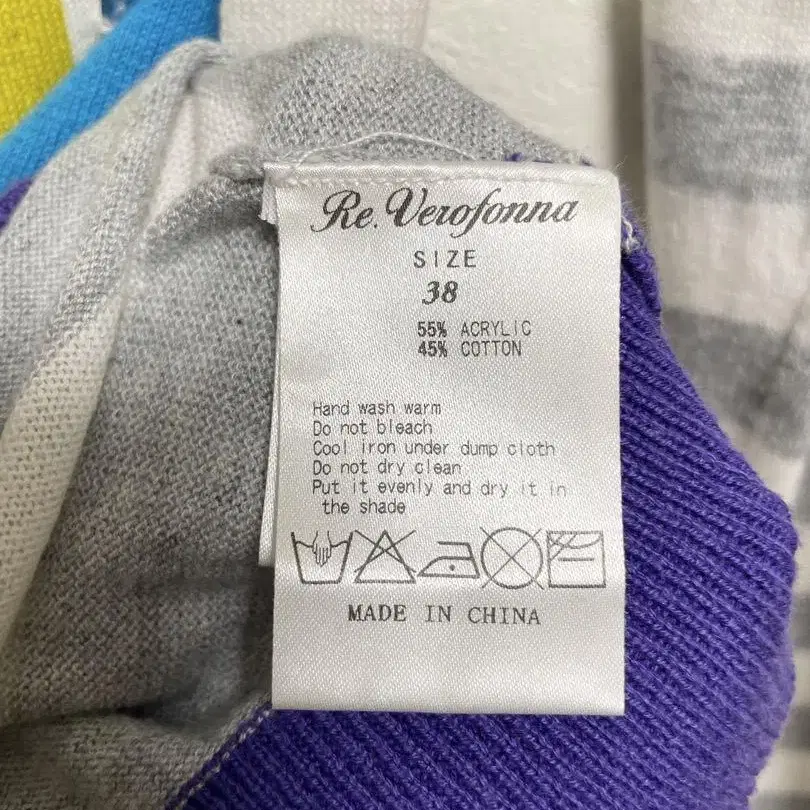 Re. Verofonna
SIZE
38
55% ACRYLIC
45% COTTON
Hand wash warm
Do not bleach
Cool iron under dump cloth
Do not dry clean
Put it evenly and dry it in
the shade
MADE IN CHINA